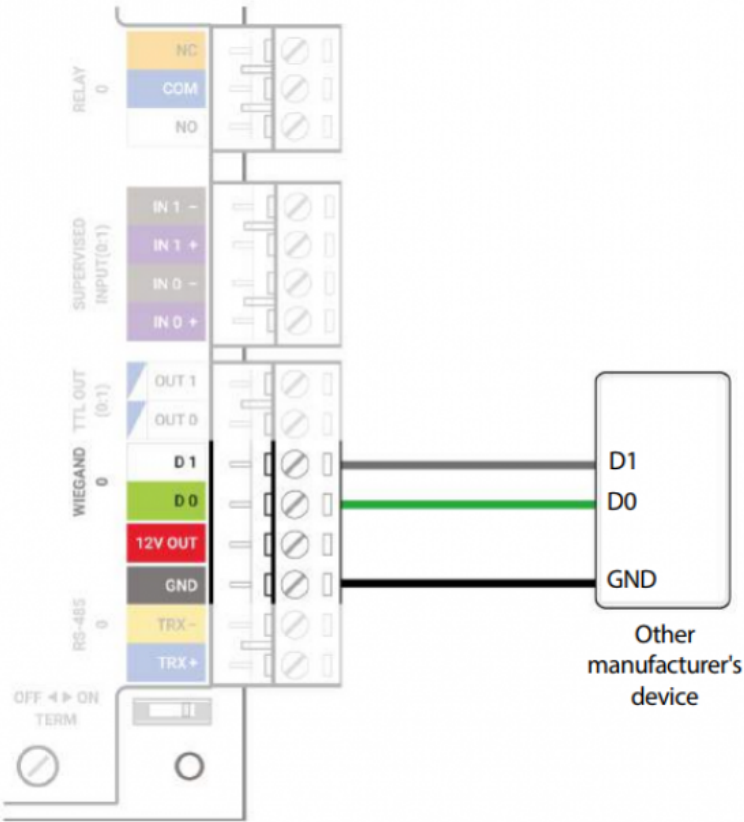 RELAY
0
NC
COM
NO
SUPERVISED
INPUT(0:1)
IN 1 -
IN 1 +
IN 0 -
IN 0 +
TTL OUT
(0:1)
OUT 1
OUT 0
WIEGAND
0
D 1
D 0
12V OUT
GND
RS-485
0
TRX -
TRX +
OFF ◄ ► ON
TERM
D1
D0
GND
Other
manufacturer's
device